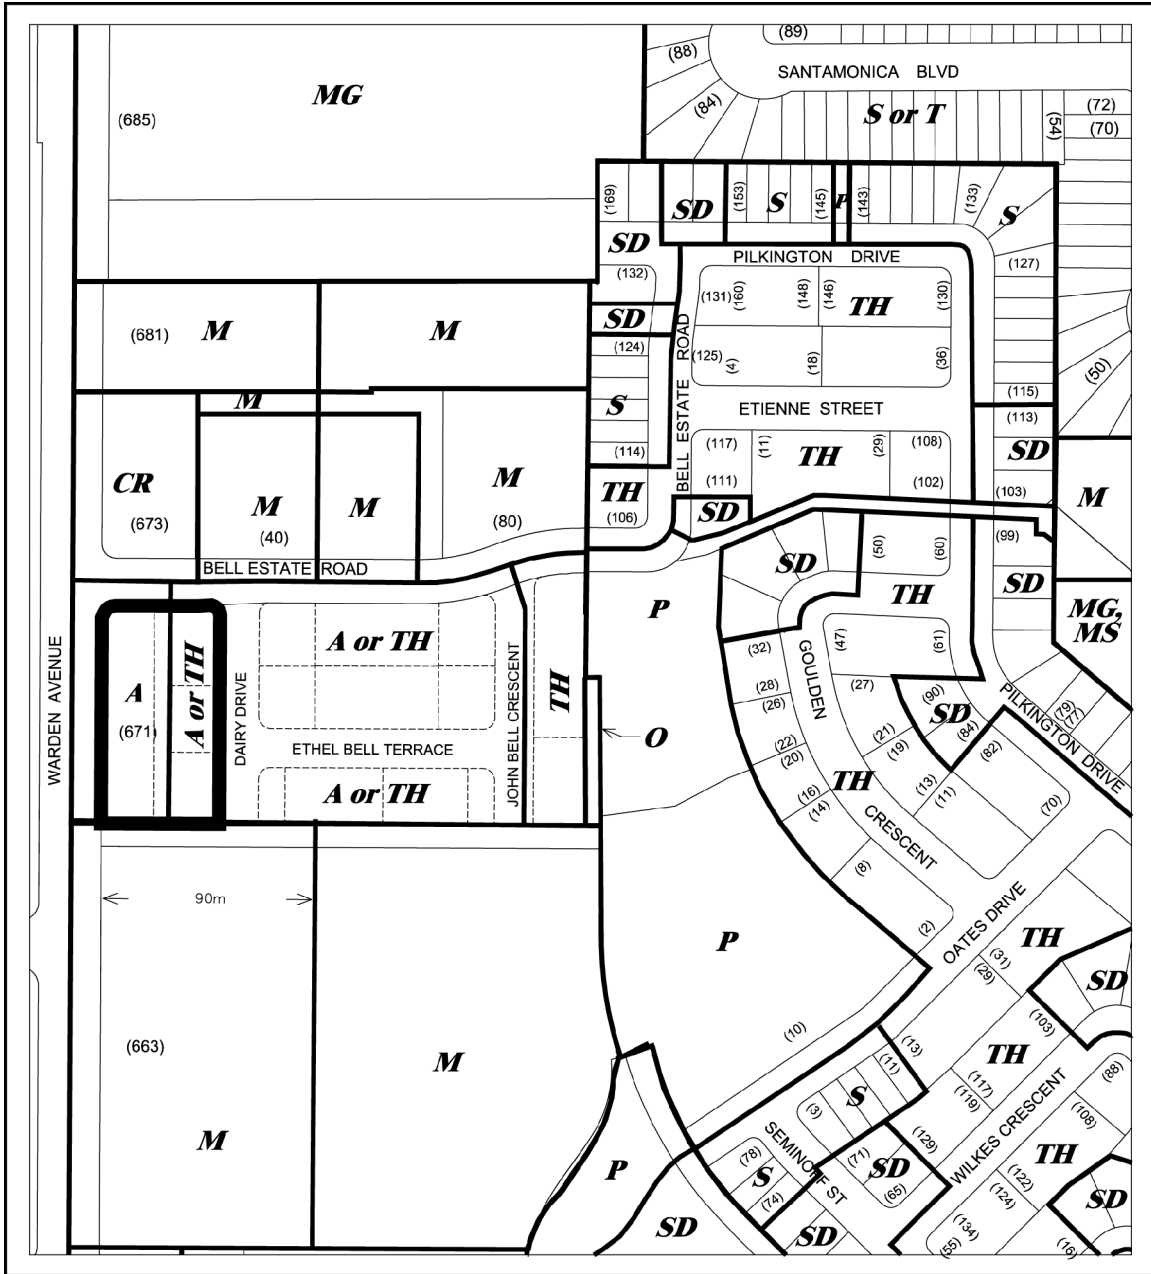 (89)
(88)
SANTAMONICA BLVD
MG
(685)
(84)
S or T
(54)
(72)
(70)
(169)
SD
(153)
S
(145)
P
(143)
(133)
S
SD
(132)
PILKINGTON DRIVE
(127)
(131)
(160)
(148)
(146)
TH
(130)
(681)
M
M
SD
(124)
BELL ESTATE ROAD
(125)
(4)
(18)
(36)
(50)
M
S
ETIENNE STREET
(115)
(113)
(114)
(117)
(11)
TH
(29)
(108)
SD
CR
(673)
M
(40)
M
M
(80)
TH
(106)
(111)
SD
(102)
(103)
M
BELL ESTATE ROAD
SD
(50)
(60)
(99)
P
TH
SD
MG,
MS
WARDEN AVENUE
A
(671)
A or TH
DAIRY DRIVE
A or TH
JOHN BELL CRESCENT
TH
(32)
GOULDEN
(47)
(61)
(28)
(26)
(27)
(90)
SD
(84)
PILKINGTON DRIVE
(79)
(77)
ETHEL BELL TERRACE
O
(22)
(20)
(21)
(19)
(82)
A or TH
(16)
(14)
TH
(13)
(11)
(70)
CRESCENT
(8)
90m
(2)
OATES DRIVE
P
TH
(31)
(29)
SD
(663)
M
(10)
(13)
(11)
(103)
TH
(117)
(119)
(88)
S
(3)
(108)
M
SEMINOFF ST
(129)
WILKES CRESCENT
TH
(78)
(71)
SD
(65)
P
S
(74)
(122)
(124)
SD
SD
SD
(134)
(55)
(16)